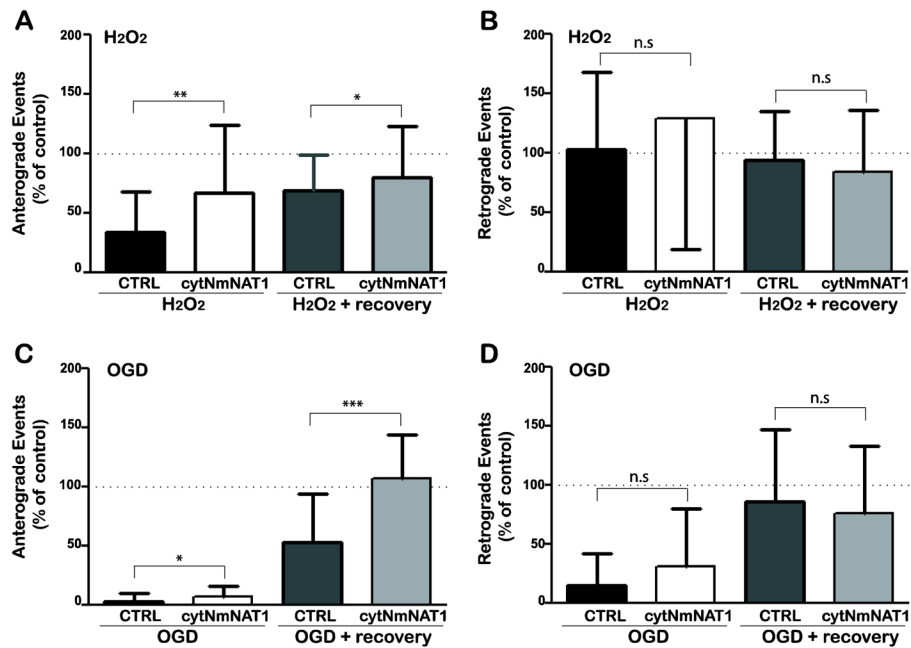 A
H2O2
Anterograde Events
(% of control)
200
150
100
50
0
**
*
CTRL cytNmNAT1 CTRL cytNmNAT1
H2O2 H2O2 + recovery
B
H2O2
Retrograde Events
(% of control)
200
150
100
50
0
n.s
n.s
CTRL cytNmNAT1 CTRL cytNmNAT1
H2O2 H2O2 + recovery
C
OGD
Anterograde Events
(% of control)
200
150
100
50
0
*
***
CTRL cytNmNAT1 CTRL cytNmNAT1
OGD OGD + recovery
D
OGD
Retrograde Events
(% of control)
200
150
100
50
0
n.s
n.s
CTRL cytNmNAT1 CTRL cytNmNAT1
OGD OGD + recovery